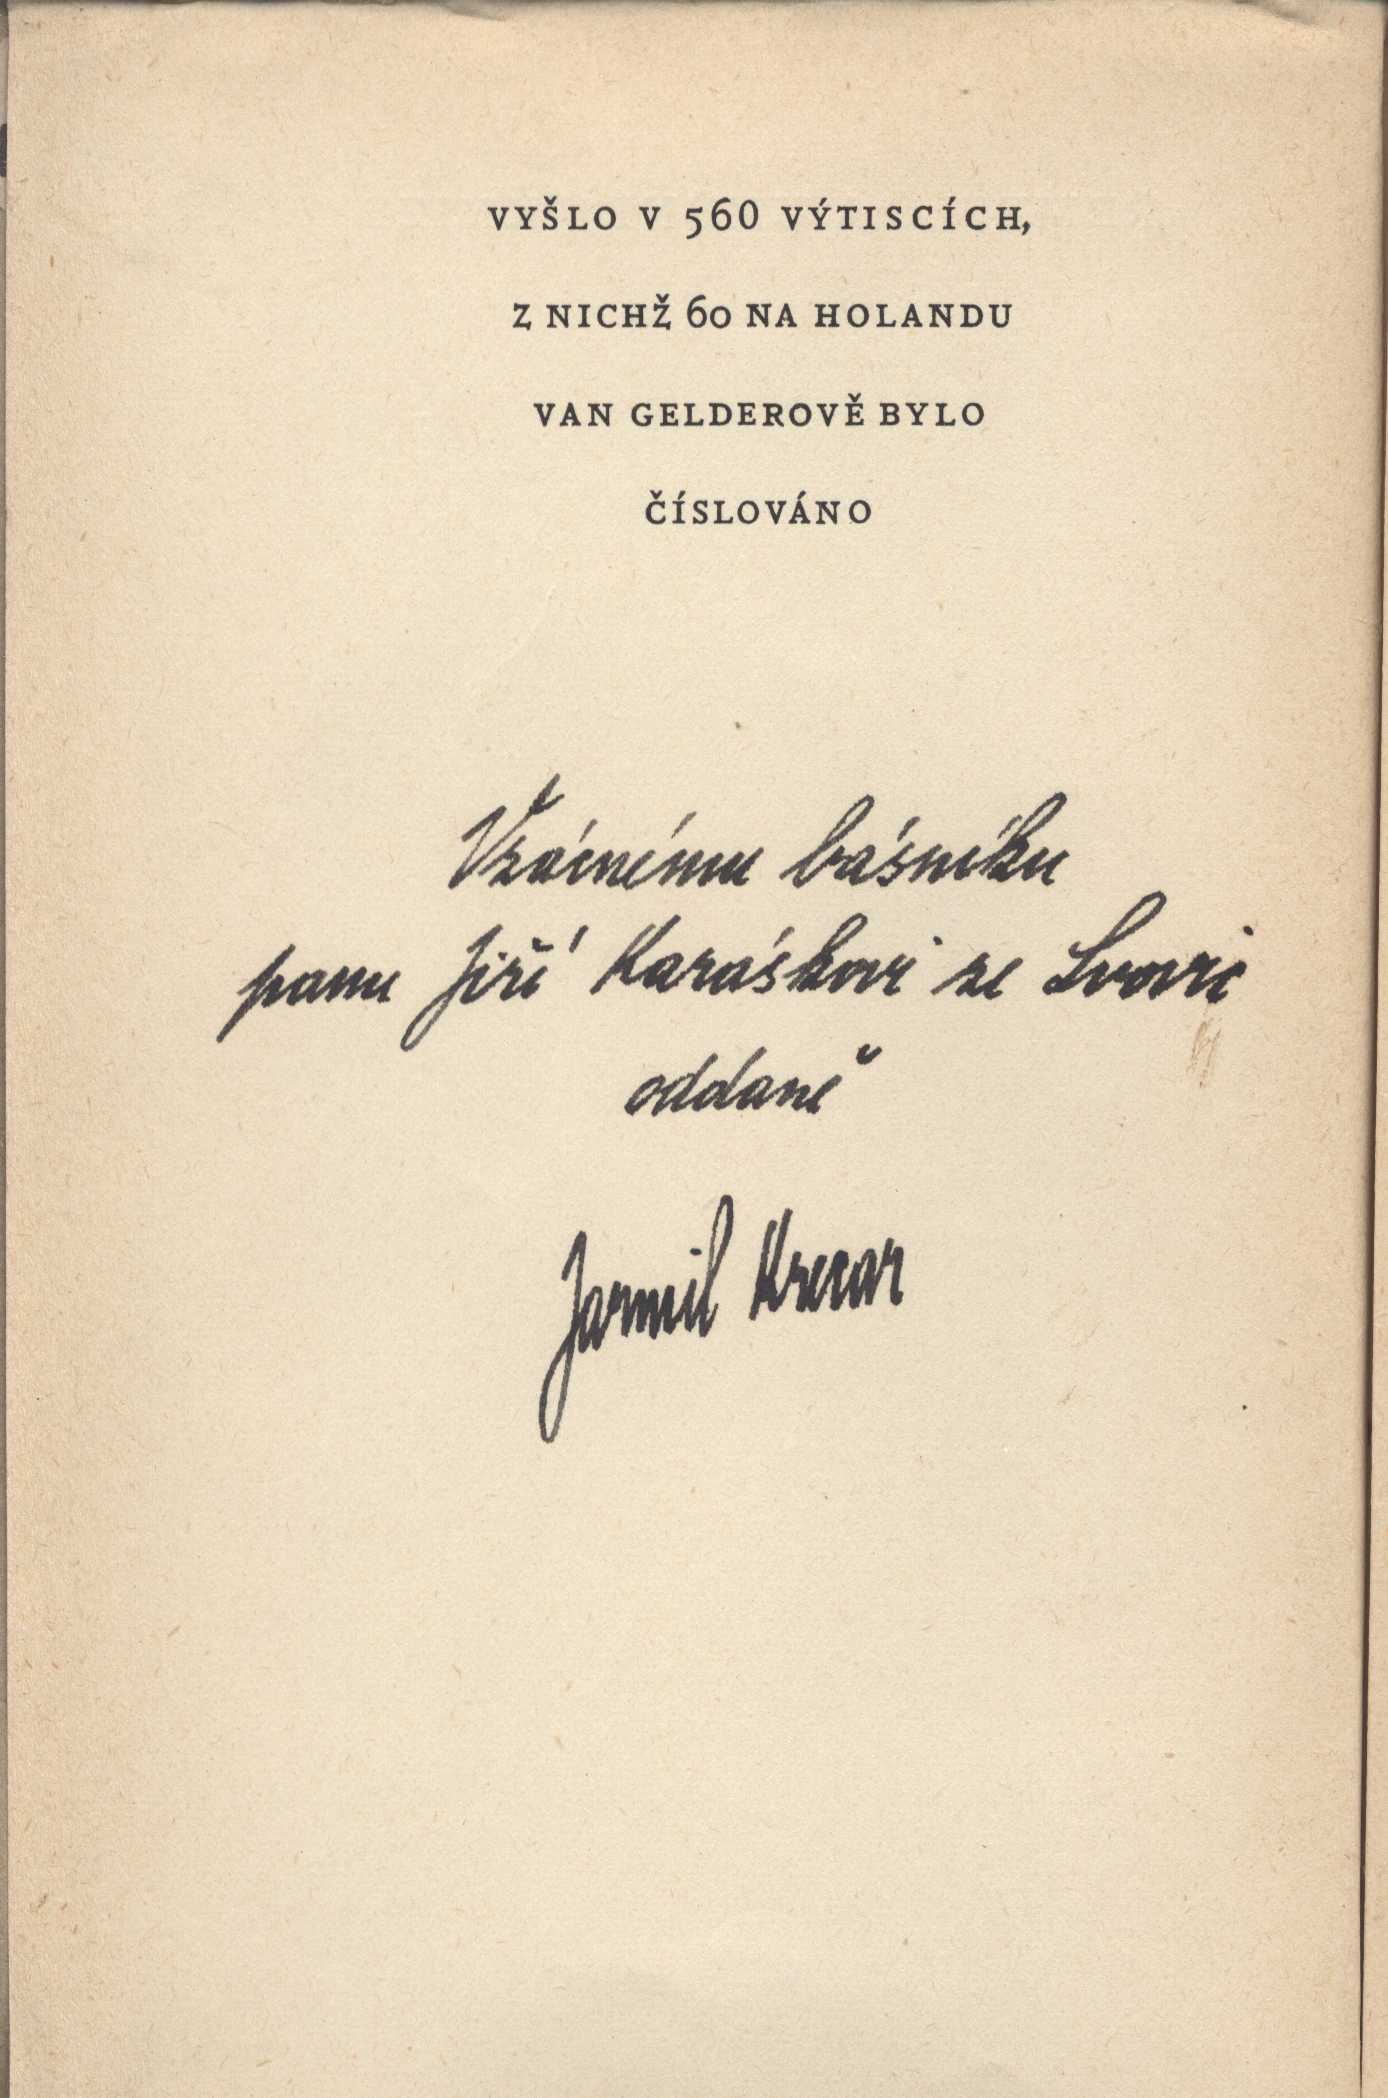 VYŠLO V 560 VÝTISCÍCH,
Z NICHŽ 60 NA HOLANDU
VAN GELDEROVĚ BYLO
ČÍSLOVÁNO
Vzácnému básníku
panu Jiří Karáskovi ze Lvovic
oddaně
Jarmil Krecar